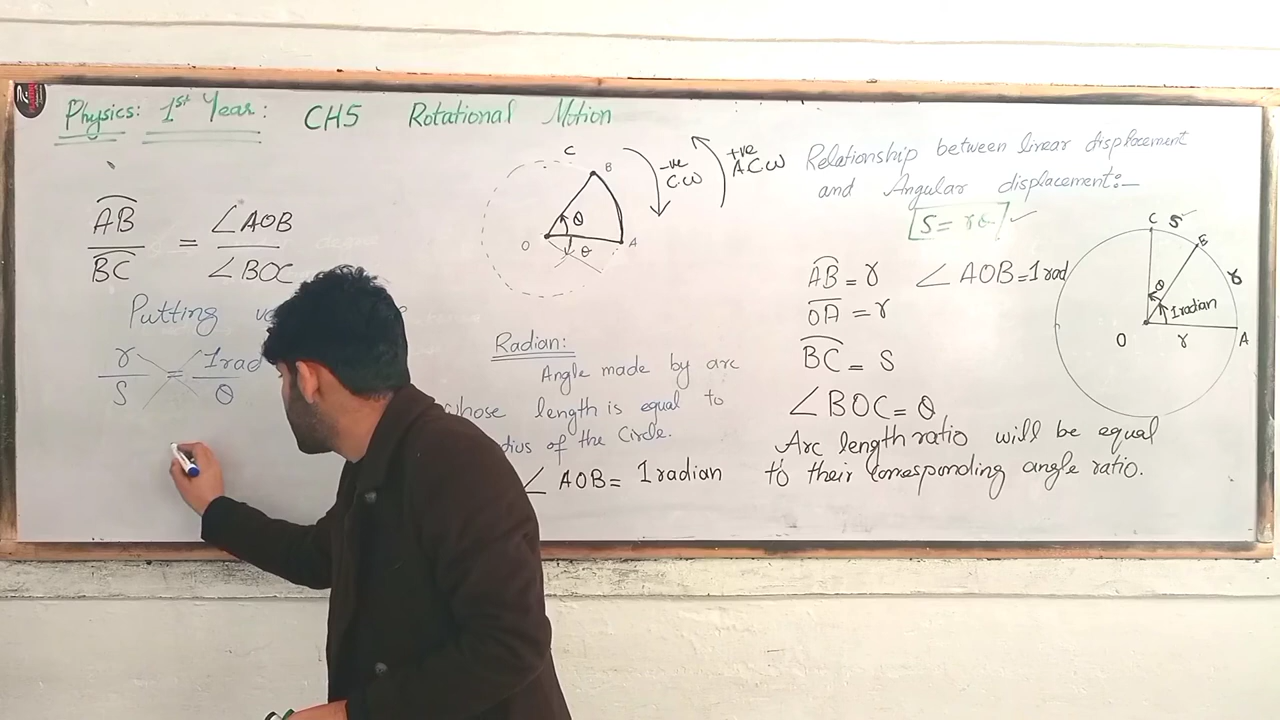 Physics: 1st Year: CH5 Rotational Motion
AB
BC
=
∠AOB
∠BOC
Putting
r
S
=
1rad
θ
C
B
θ
O
θ
A
-ve
C.ω
+ve
A C.ω
Radian:
Angle made by arc
whose length is equal to
of the Circle.
∠ AOB = 1 radian
Relationship between linear displacement
and Angular displacement:-
S = rθ
AB = r ∠ AOB = 1 rad
OA = r
BC = S
∠ BOC = θ
Arc length ratio will be equal
to their Corresponding angle ratio.
C S B
r
θ
1 radian
O r A